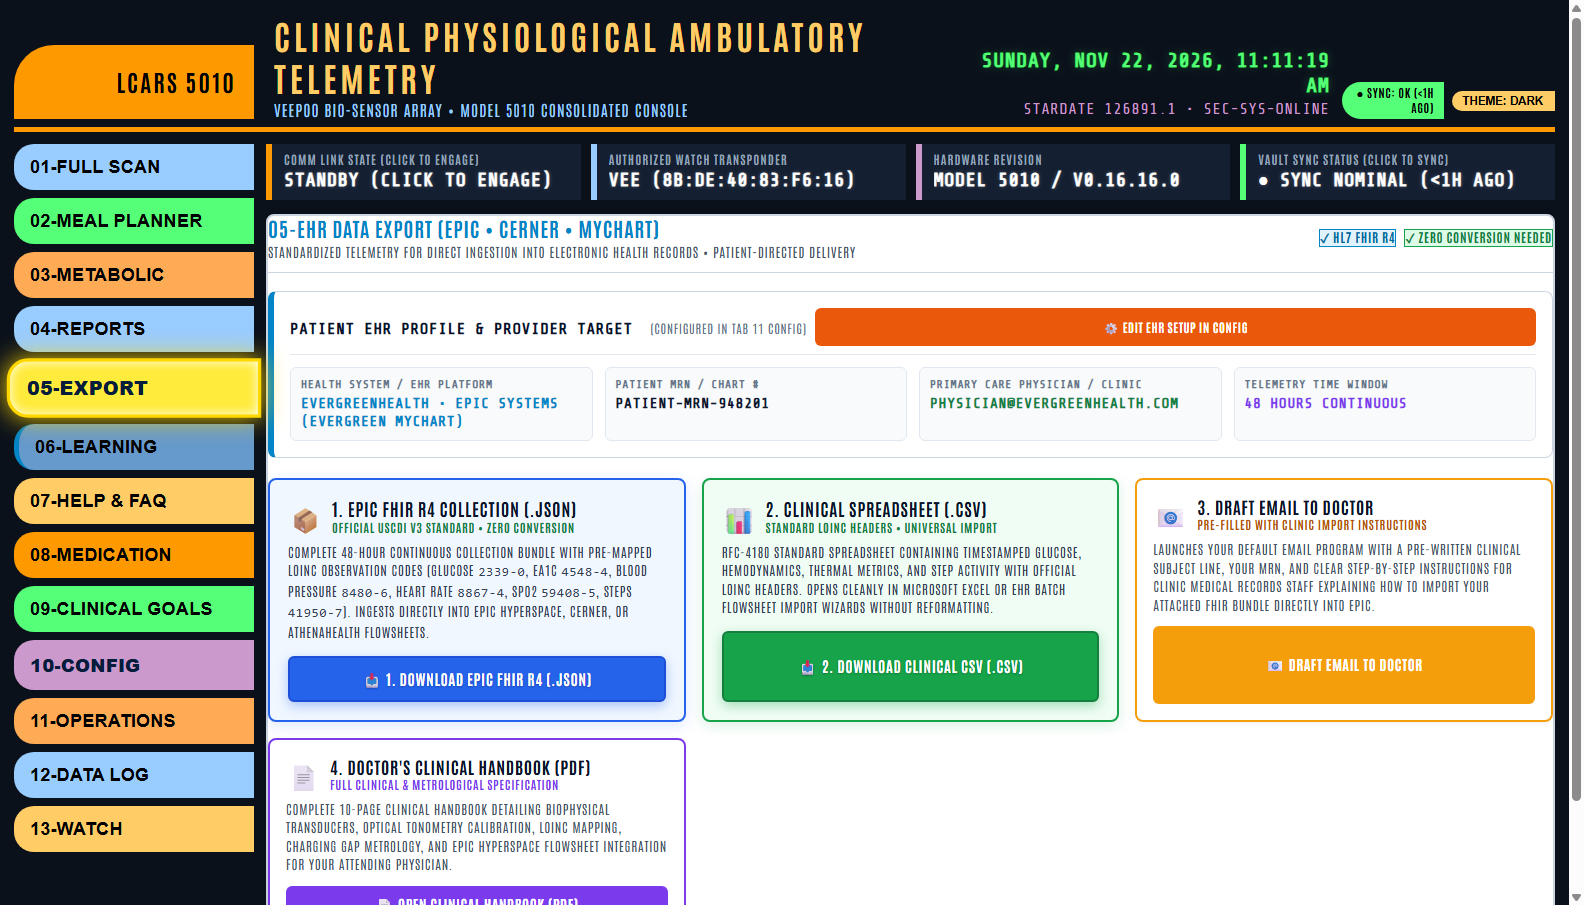 CLINICAL PHYSIOLOGICAL AMBULATORY
TELEMETRY
VEEPOO BIO-SENSOR ARRAY • MODEL 5010 CONSOLIDATED CONSOLE
LCARS 5010
SUNDAY, NOV 22, 2026, 11:11:19
AM
STARDATE 126891.1 · SEC-SYS-ONLINE
● SYNC: OK (<1H
AGO)
THEME: DARK
01-FULL SCAN
02-MEAL PLANNER
03-METABOLIC
04-REPORTS
05-EXPORT
06-LEARNING
07-HELP & FAQ
08-MEDICATION
09-CLINICAL GOALS
10-CONFIG
11-OPERATIONS
12-DATA LOG
13-WATCH
COMM LINK STATE (CLICK TO ENGAGE)
STANDBY (CLICK TO ENGAGE)
AUTHORIZED WATCH TRANSPONDER
VEE (8B:DE:40:83:F6:16)
HARDWARE REVISION
MODEL 5010 / V0.16.16.0
VAULT SYNC STATUS (CLICK TO SYNC)
● SYNC NOMINAL (<1H AGO)
05-EHR DATA EXPORT (EPIC • CERNER • MYCHART)
STANDARDIZED TELEMETRY FOR DIRECT INGESTION INTO ELECTRONIC HEALTH RECORDS • PATIENT-DIRECTED DELIVERY
✓ HL7 FHIR R4
✓ ZERO CONVERSION NEEDED
PATIENT EHR PROFILE & PROVIDER TARGET (CONFIGURED IN TAB 11 CONFIG)
EDIT EHR SETUP IN CONFIG
HEALTH SYSTEM / EHR PLATFORM
EVERGREENHEALTH · EPIC SYSTEMS
(EVERGREEN MYCHART)
PATIENT MRN / CHART #
PATIENT-MRN-948201
PRIMARY CARE PHYSICIAN / CLINIC
PHYSICIAN@EVERGREENHEALTH.COM
TELEMETRY TIME WINDOW
48 HOURS CONTINUOUS
1. EPIC FHIR R4 COLLECTION (.JSON)
OFFICIAL USCDI V3 STANDARD • ZERO CONVERSION
COMPLETE 48-HOUR CONTINUOUS COLLECTION BUNDLE WITH PRE-MAPPED
LOINC OBSERVATION CODES (GLUCOSE 2339-0, EA1C 4548-4, BLOOD
PRESSURE 8480-6, HEART RATE 8867-4, SPO2 59408-5, STEPS
41950-7). INGESTS DIRECTLY INTO EPIC HYPERSPACE, CERNER, OR
ATHENAHEALTH FLOWSHEETS.
1. DOWNLOAD EPIC FHIR R4 (.JSON)
2. CLINICAL SPREADSHEET (.CSV)
STANDARD LOINC HEADERS • UNIVERSAL IMPORT
RFC-4180 STANDARD SPREADSHEET CONTAINING TIMESTAMPED GLUCOSE,
HEMODYNAMICS, THERMAL METRICS, AND STEP ACTIVITY WITH OFFICIAL
LOINC HEADERS. OPENS CLEANLY IN MICROSOFT EXCEL OR EHR BATCH
FLOWSHEET IMPORT WIZARDS WITHOUT REFORMATTING.
2. DOWNLOAD CLINICAL CSV (.CSV)
3. DRAFT EMAIL TO DOCTOR
PRE-FILLED WITH CLINIC IMPORT INSTRUCTIONS
LAUNCHES YOUR DEFAULT EMAIL PROGRAM WITH A PRE-WRITTEN CLINICAL
SUBJECT LINE, YOUR MRN, AND CLEAR STEP-BY-STEP INSTRUCTIONS FOR
CLINIC MEDICAL RECORDS STAFF EXPLAINING HOW TO IMPORT YOUR
ATTACHED FHIR BUNDLE DIRECTLY INTO EPIC.
DRAFT EMAIL TO DOCTOR
4. DOCTOR'S CLINICAL HANDBOOK (PDF)
FULL CLINICAL & METROLOGICAL SPECIFICATION
COMPLETE 10-PAGE CLINICAL HANDBOOK DETAILING BIOPHYSICAL
TRANSDUCERS, OPTICAL TONOMETRY CALIBRATION, LOINC MAPPING,
CHARGING GAP METROLOGY, AND EPIC HYPERSPACE FLOWSHEET INTEGRATION
FOR YOUR ATTENDING PHYSICIAN.
OPEN CLINICAL HANDBOOK (PDF)